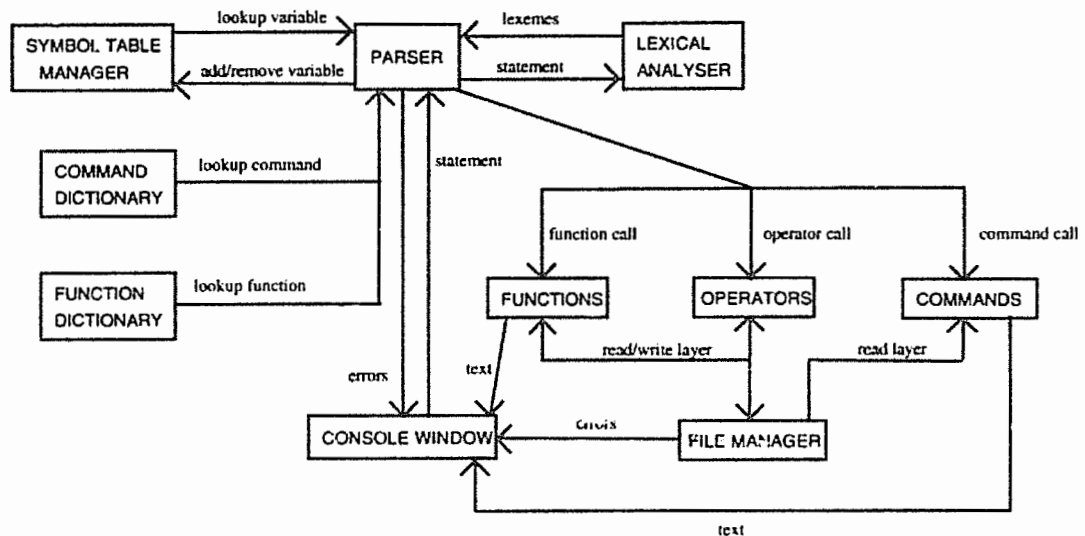 lookup variable
lexemes
SYMBOL TABLE
MANAGER
PARSER
LEXICAL
ANALYSER
add/remove variable
statement
COMMAND
DICTIONARY
lookup command
statement
function call
operator call
command call
FUNCTION
DICTIONARY
lookup function
FUNCTIONS
OPERATORS
COMMANDS
read/write layer
read layer
errors
text
CONSOLE WINDOW
errors
FILE MANAGER
text